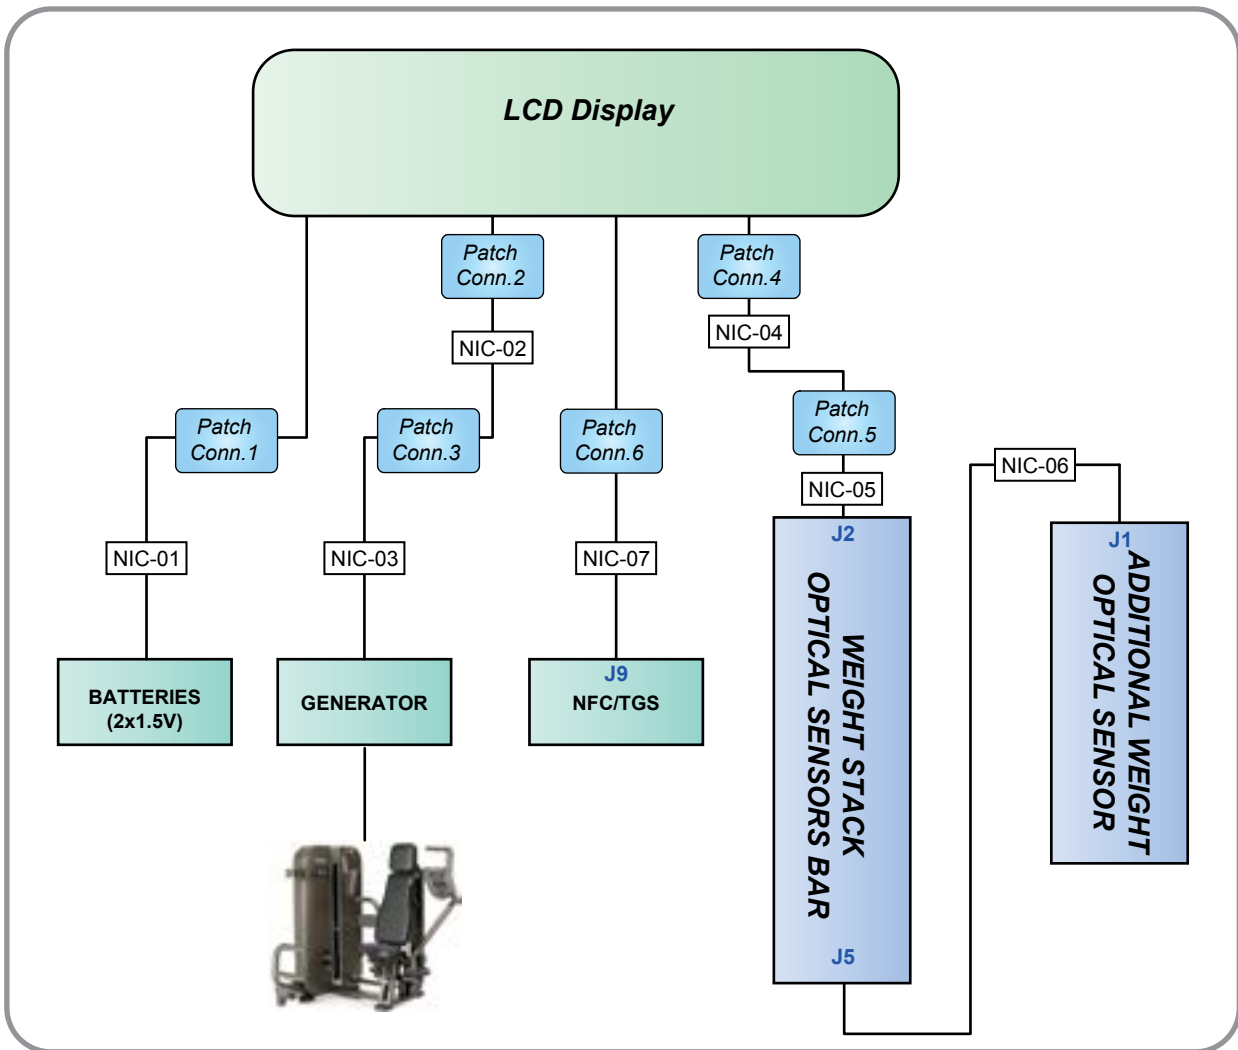 LCD Display
Patch
Conn.2
Patch
Conn.4
NIC-02
NIC-04
Patch
Conn.1
Patch
Conn.3
Patch
Conn.6
Patch
Conn.5
NIC-06
NIC-05
NIC-01
NIC-03
NIC-07
J2
WEIGHT STACK
OPTICAL SENSORS BAR
J5
J1
ADDITIONAL WEIGHT
OPTICAL SENSOR
BATTERIES
(2x1.5V)
GENERATOR
J9
NFC/TGS